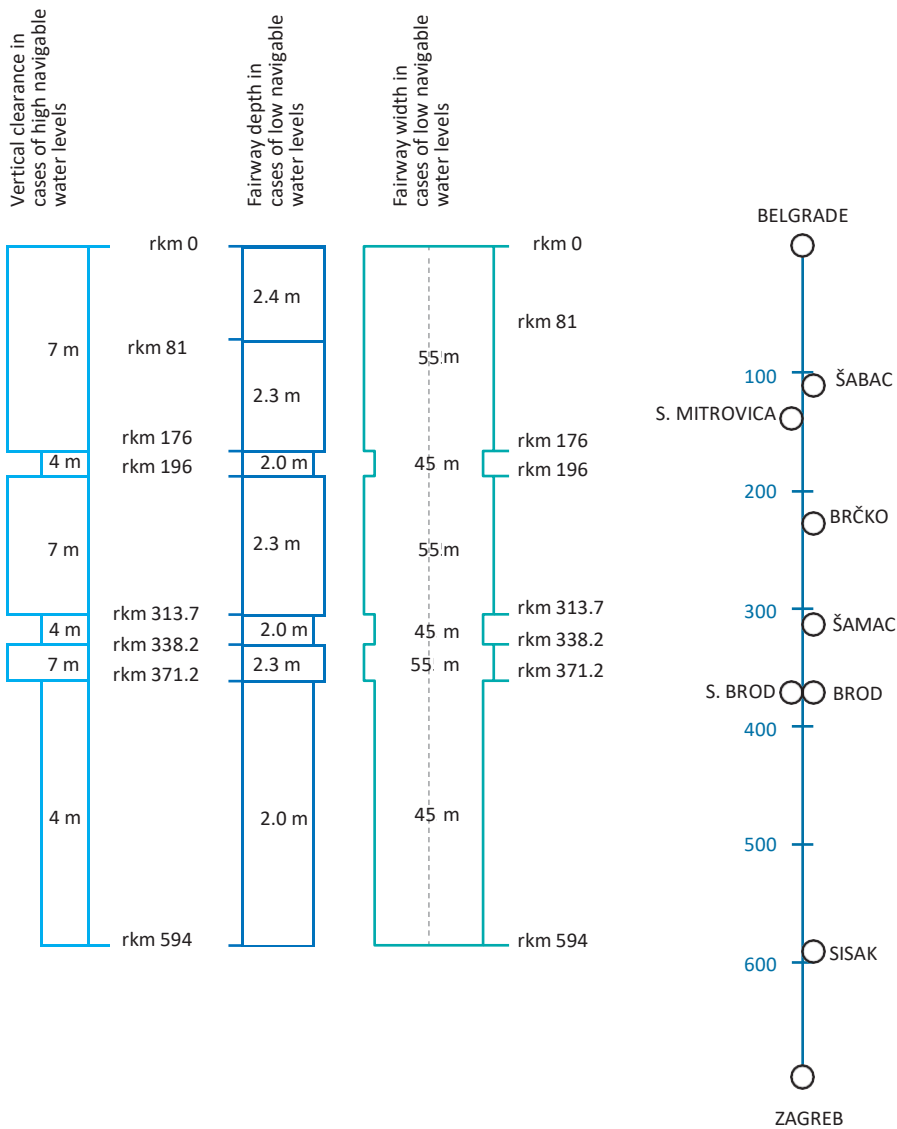 Vertical clearance in
cases of high navigable
water levels
Fairway depth in
cases of low navigable
water levels
Fairway width in
cases of low navigable
water levels
rkm 0
rkm 81
rkm 176
rkm 196
rkm 313.7
rkm 338.2
rkm 371.2
rkm 594
7 m
4 m
7 m
4 m
7 m
4 m
2.4 m
2.3 m
2.0 m
2.3 m
2.0 m
2.3 m
2.0 m
55 m
45 m
55 m
45 m
55 m
45 m
rkm 0
rkm 81
rkm 176
rkm 196
rkm 313.7
rkm 338.2
rkm 371.2
rkm 594
BELGRADE
100
ŠABAC
S. MITROVICA
200
BRČKO
300
ŠAMAC
S. BROD
BROD
400
500
SISAK
600
ZAGREB